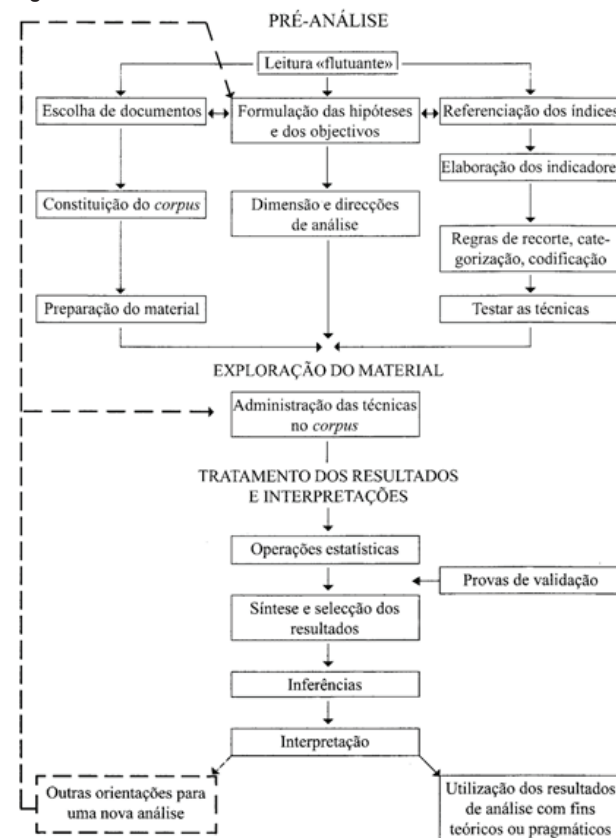 PRÉ-ANÁLISE
Leitura «flutuante»
Escolha de documentos
Formulação das hipóteses
e dos objectivos
Referenciação dos índices
Elaboração dos indicadore
Constituição do corpus
Dimensão e direcções
de análise
Regras de recorte, cate-
gorização, codificação
Preparação do material
Testar as técnicas
EXPLORAÇÃO DO MATERIAL
Administração das técnicas
no corpus
TRATAMENTO DOS RESULTADOS
E INTERPRETAÇÕES
Operações estatísticas
Provas de validação
Síntese e selecção dos
resultados
Inferências
Interpretação
Outras orientações para
uma nova análise
Utilização dos resultados
de análise com fins
teóricos ou pragmáticos